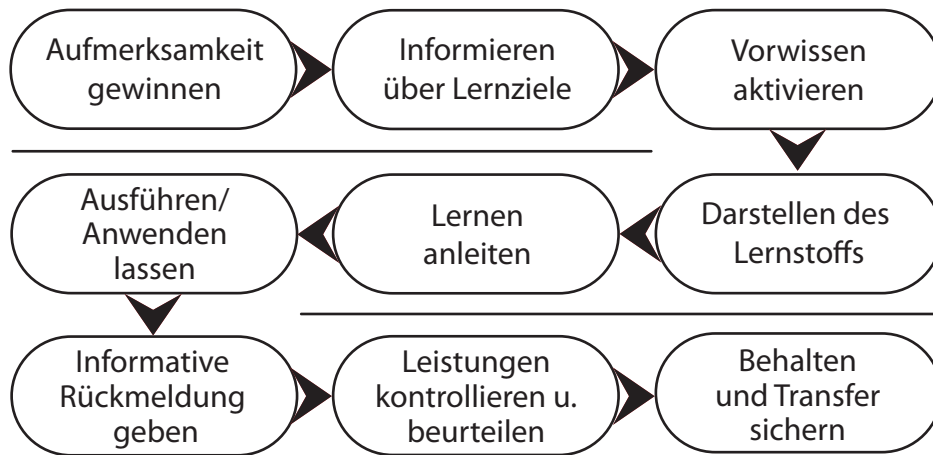 Aufmerksamkeit
gewinnen
Informieren
über Lernziele
Vorwissen
aktivieren
Darstellen des
Lernstoffs
Lernen
anleiten
Ausführen/
Anwenden
lassen
Informative
Rückmeldung
geben
Leistungen
kontrollieren u.
beurteilen
Behalten
und Transfer
sichern